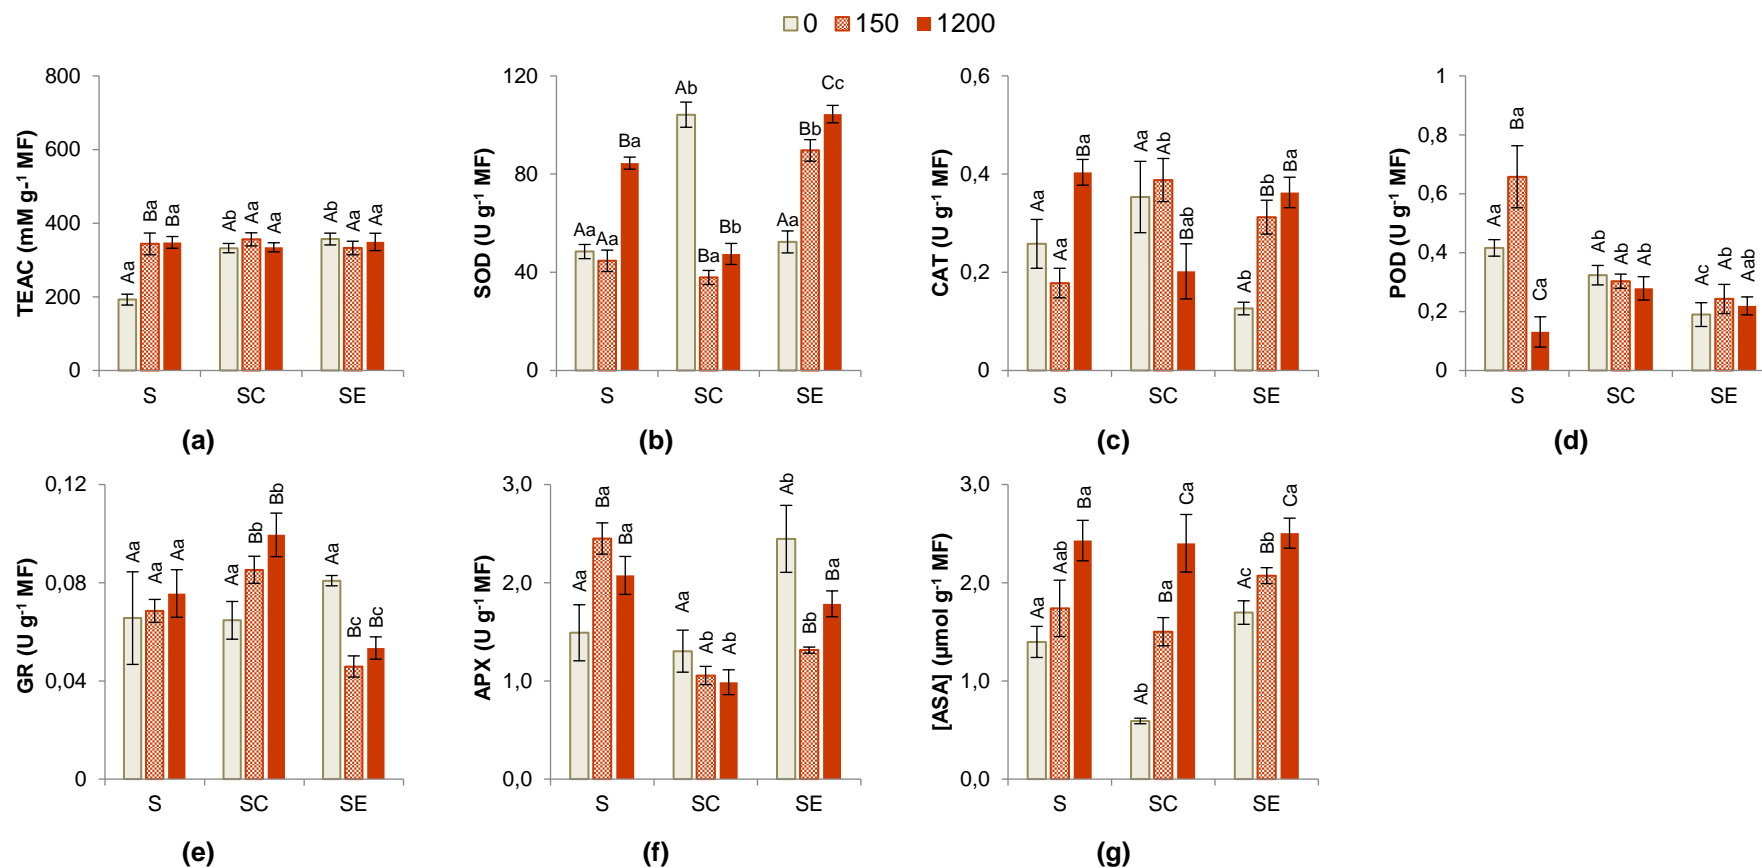 0 150 1200
800
600
400
200
0
TEAC (mM g-1 MF)
Aa Ba Ba Ab Aa Aa Ab Aa Aa
S SC SE
(a)
120
80
40
0
SOD (U g-1 MF)
Aa Aa Ba Ab Ba Bb Aa Bb Cc
S SC SE
(b)
0,6
0,4
0,2
0
CAT (U g-1 MF)
Aa Aa Ba Aa Ab Bab Ab Bb Ba
S SC SE
(c)
1
0,8
0,6
0,4
0,2
0
POD (U g-1 MF)
Aa Ba Ca Ab Ab Ab Ac Ab Aab
S SC SE
(d)
0,12
0,08
0,04
0
GR (U g-1 MF)
Aa Aa Aa Aa Bb Bb Aa Bc Bc
S SC SE
(e)
3,0
2,0
1,0
0,0
APX (U g-1 MF)
Aa Ba Ba Aa Ab Ab Ab Bb Ba
S SC SE
(f)
3,0
2,0
1,0
0,0
[ASA] (µmol g-1 MF)
Aa Aab Ba Ab Ba Ca Ac Bb Ca
S SC SE
(g)